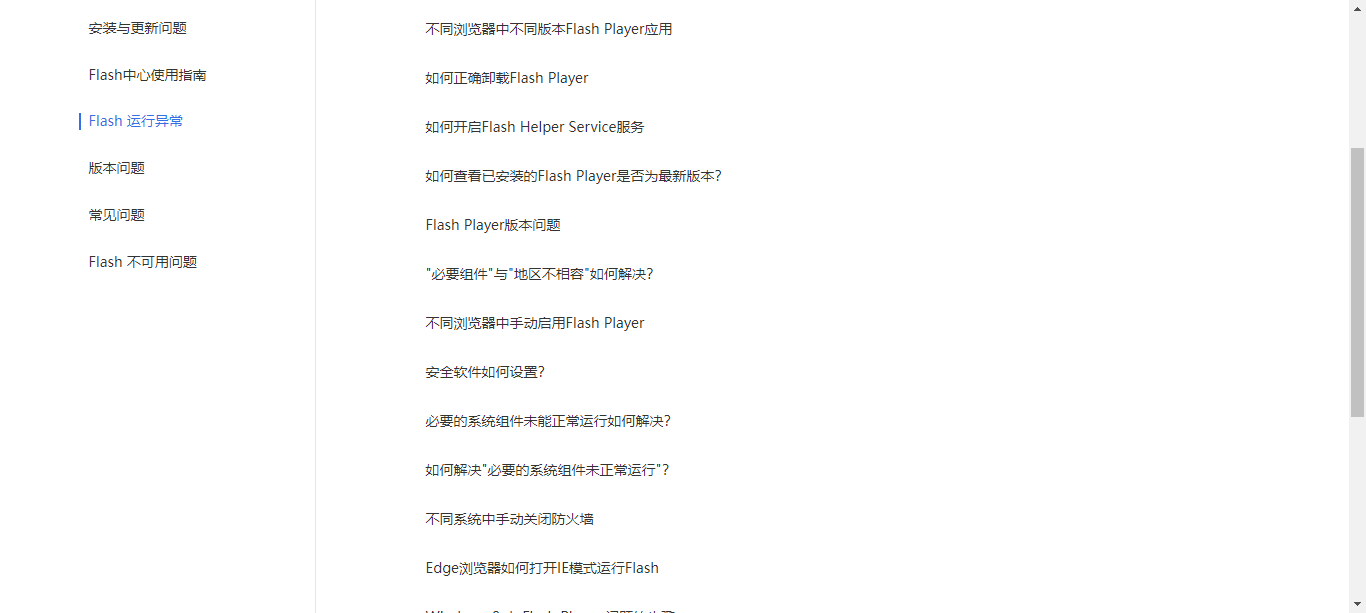 安装与更新问题
Flash中心使用指南
Flash 运行异常
版本问题
常见问题
Flash 不可用问题
不同浏览器中不同版本Flash Player应用
如何正确卸载Flash Player
如何开启Flash Helper Service服务
如何查看已安装的Flash Player是否为最新版本?
Flash Player版本问题
"必要组件"与"地区不相容"如何解决?
不同浏览器中手动启用Flash Player
安全软件如何设置?
必要的系统组件未能正常运行如何解决?
如何解决"必要的系统组件未正常运行"?
不同系统中手动关闭防火墙
Edge浏览器如何打开IE模式运行Flash